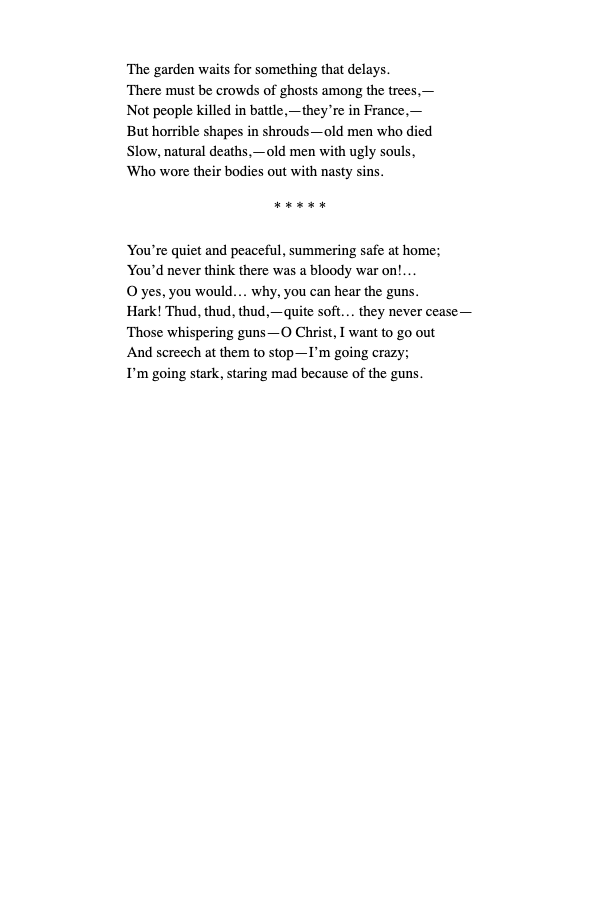 The garden waits for something that delays.
There must be crowds of ghosts among the trees,—
Not people killed in battle,—they’re in France,—
But horrible shapes in shrouds—old men who died
Slow, natural deaths,—old men with ugly souls,
Who wore their bodies out with nasty sins.
* * * * *
You’re quiet and peaceful, summering safe at home;
You’d never think there was a bloody war on!…
O yes, you would… why, you can hear the guns.
Hark! Thud, thud, thud,—quite soft… they never cease—
Those whispering guns—O Christ, I want to go out
And screech at them to stop—I’m going crazy;
I’m going stark, staring mad because of the guns.